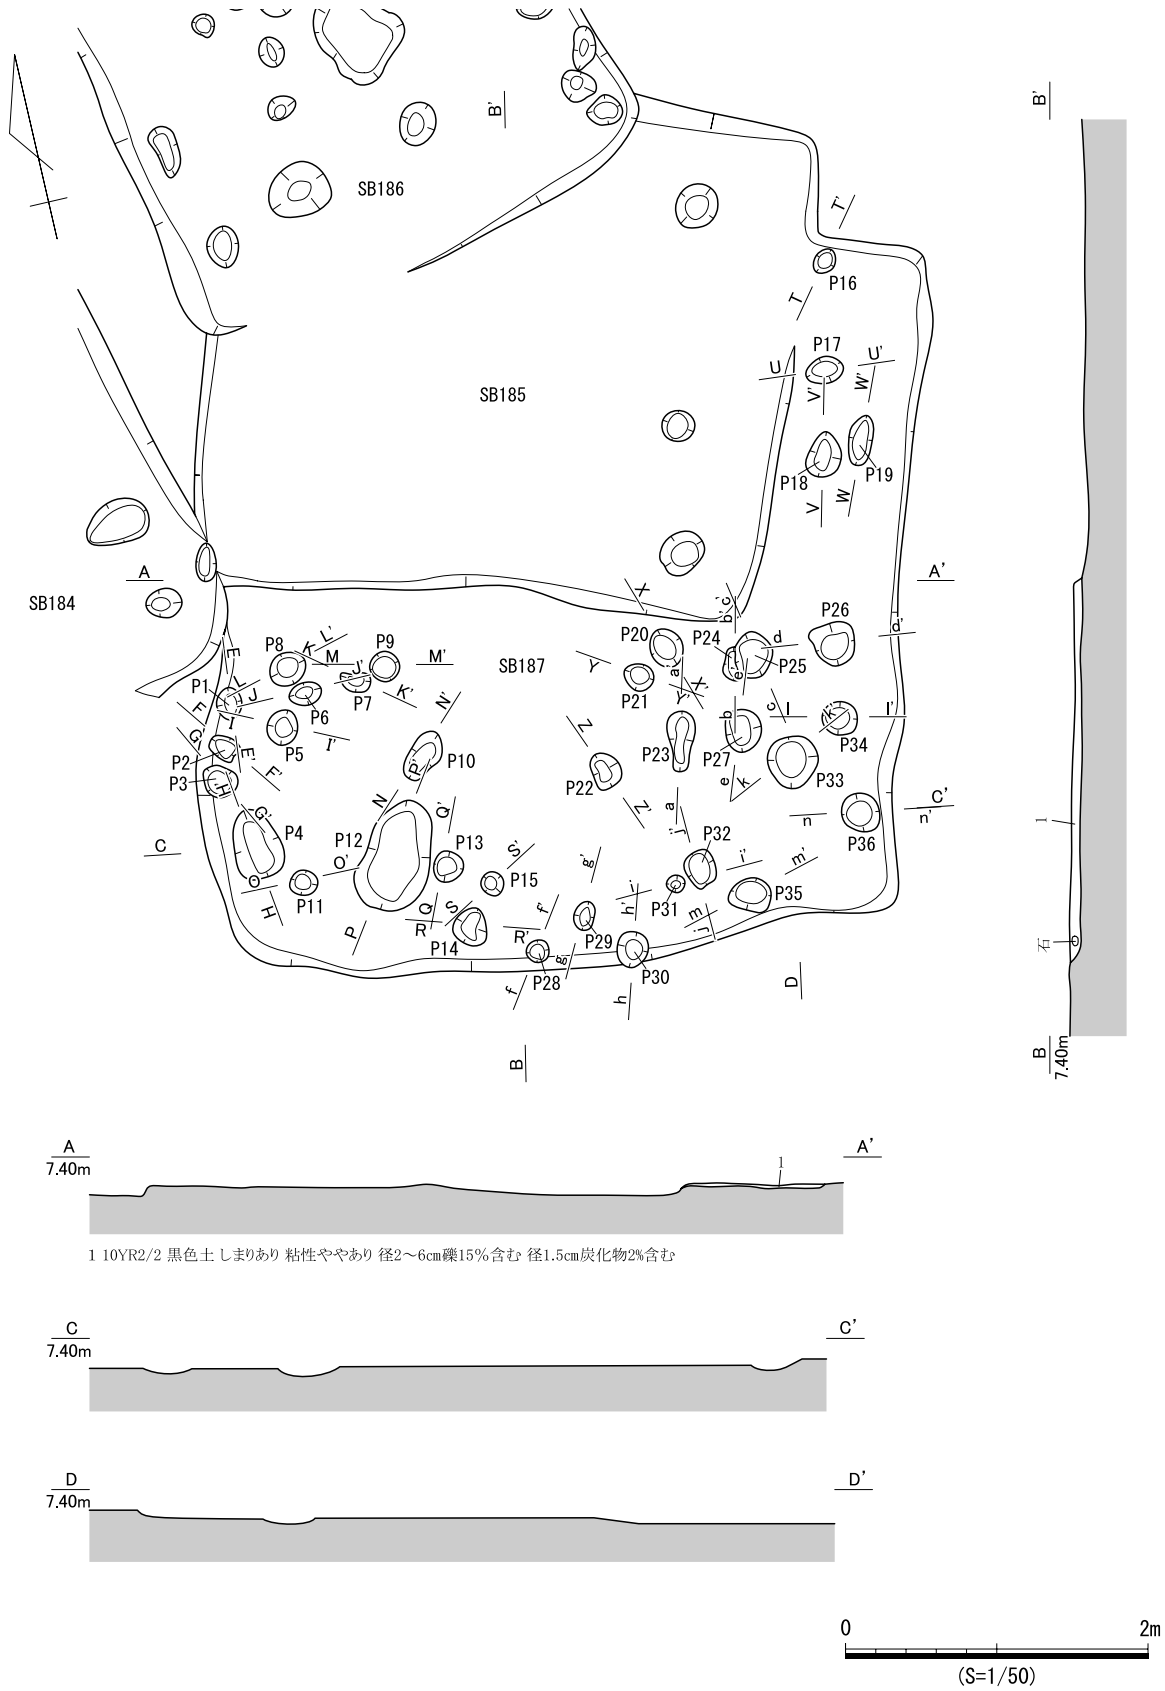 B'
B'
SB186
T'
P16
T
P17
U
U'
V'
W'
SB185
P18
P19
V
W
A
A'
SB184
X
b'
c'
P20
P24
P26
d
d'
P25
SB187
P8
K
L'
P9
M
M'
J'
E
P1
L
J
P7
K'
P6
F
I
P5
I'
N'
Y
P21
a'
X'
Y'
e'
b
c
l
l'
k'
P34
G
P2
E'
F'
P3
H'
P10
P'
Z
P23
P27
P33
P22
e
k
G'
P4
N
P12
Q'
Z'
a
j'
n
C'
n'
P36
C
O
O'
P13
S'
g'
P32
i'
m'
P11
H
P15
i
P31
h'
P35
Q
S
R
f'
m
j
P14
R'
P29
P
P28
g
P30
f
h
D
B
1
石
B
7.40m
A
7.40m
1
A'
1 10YR2/2 黒色土 しまりあり 粘性ややあり 径2～6cm礫15%含む 径1.5cm炭化物2%含む
C
7.40m
C'
D
7.40m
D'
0 2m
(S=1/50)